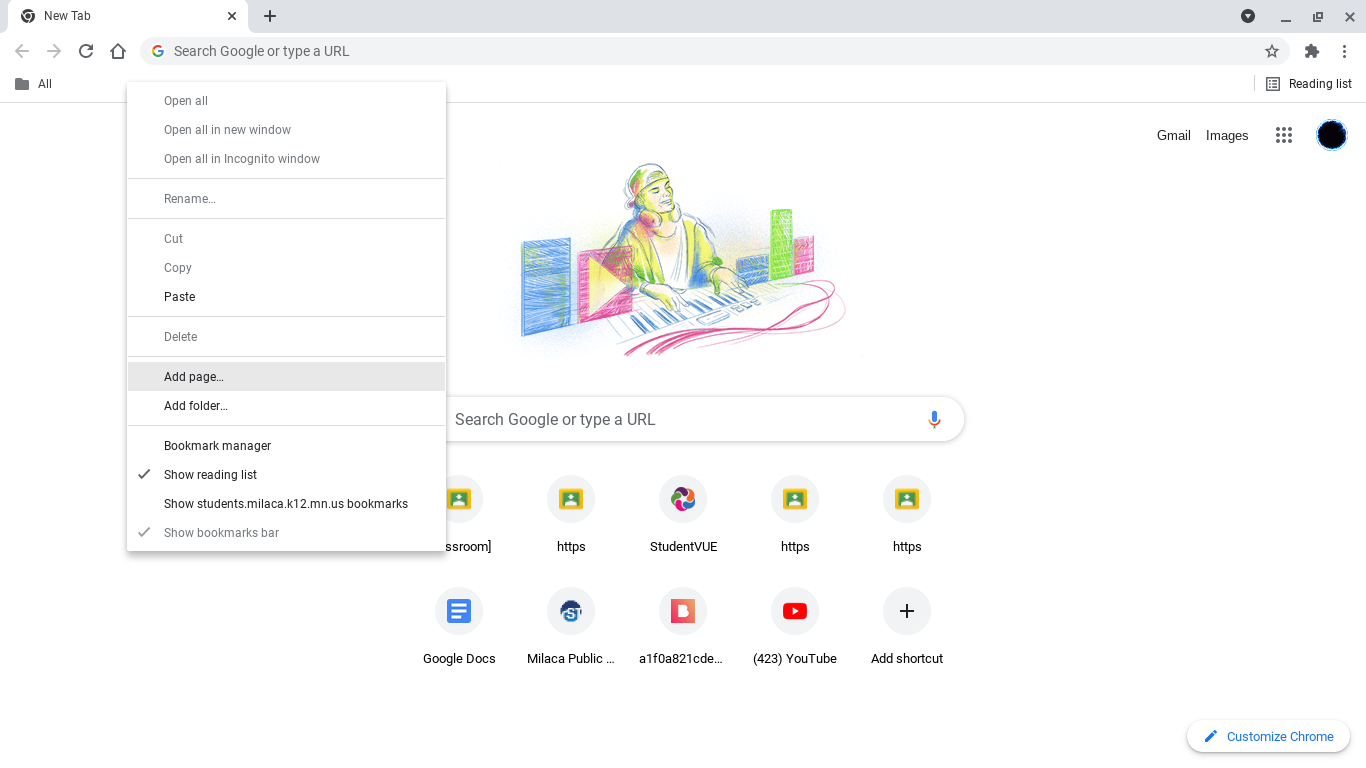 New Tab
Search Google or type a URL
All
Reading list
Open all
Open all in new window
Open all in Incognito window
Rename…
Cut
Copy
Paste
Delete
Add page…
Add folder…
Bookmark manager
Show reading list
Show students.milaca.k12.mn.us bookmarks
Show bookmarks bar
Gmail Images
Search Google or type a URL
ssroom] https StudentVUE https https
Google Docs Milaca Public ... a1f0a821cde... (423) YouTube Add shortcut
Customize Chrome